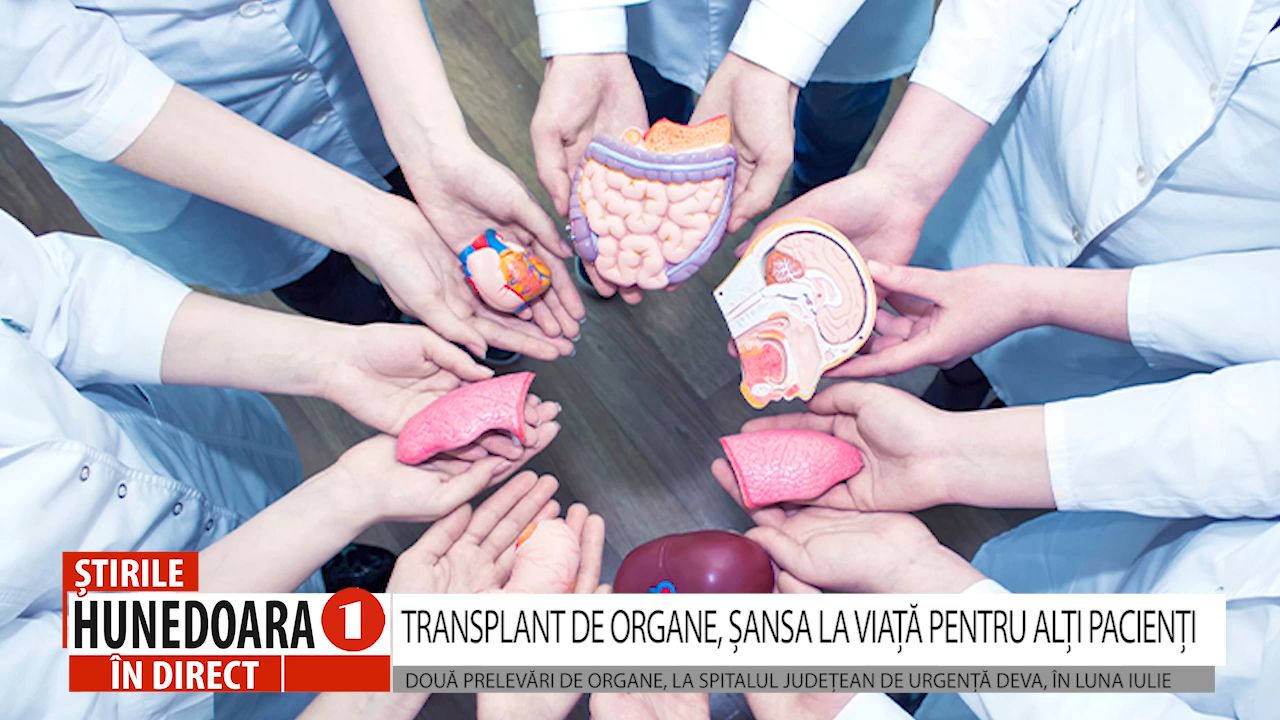 ȘTIRILE
HUNEDOARA 1
ÎN DIRECT
TRANSPLANT DE ORGANE, ȘANSA LA VIAȚĂ PENTRU ALȚI PACIENȚI
DOUĂ PRELEVĂRI DE ORGANE, LA SPITALUL JUDEȚEAN DE URGENȚĂ DEVA, ÎN LUNA IULIE